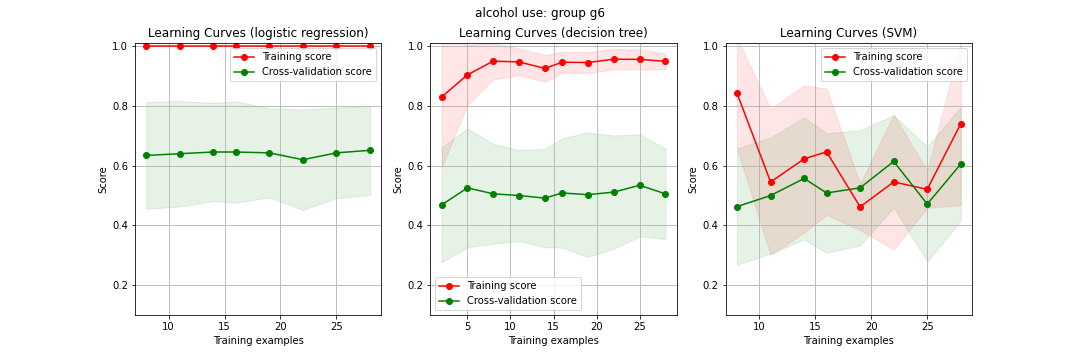 alcohol use: group g6
Learning Curves (logistic regression)
Score
1.0
0.8
0.6
0.4
0.2
Training score
Cross-validation score
10
15
20
25
Training examples
Learning Curves (decision tree)
Score
1.0
0.8
0.6
0.4
0.2
Training score
Cross-validation score
5
10
15
20
25
Training examples
Learning Curves (SVM)
Score
1.0
0.8
0.6
0.4
0.2
Training score
Cross-validation score
10
15
20
25
Training examples